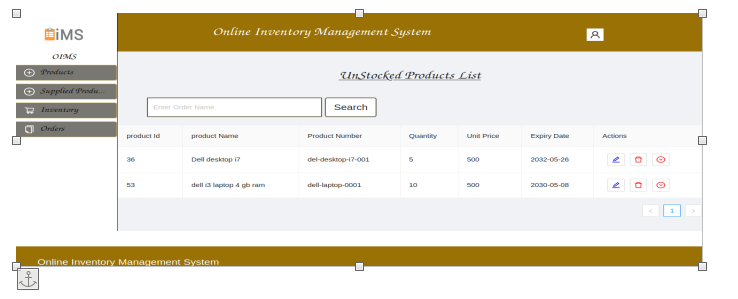 iMS
Online Inventory Management System
OIMS
Products
Supplied Produ...
Inventory
Orders
UnStocked Products List
Enter Order Name
Search
product Id product Name Product Number Quantity Unit Price Expiry Date Actions
36 Dell desktop i7 del-desktop-i7-001 5 500 2032-05-26
53 dell i3 laptop 4 gb ram dell-laptop-0001 10 500 2030-05-08
< 1 >
Online Inventory Management System